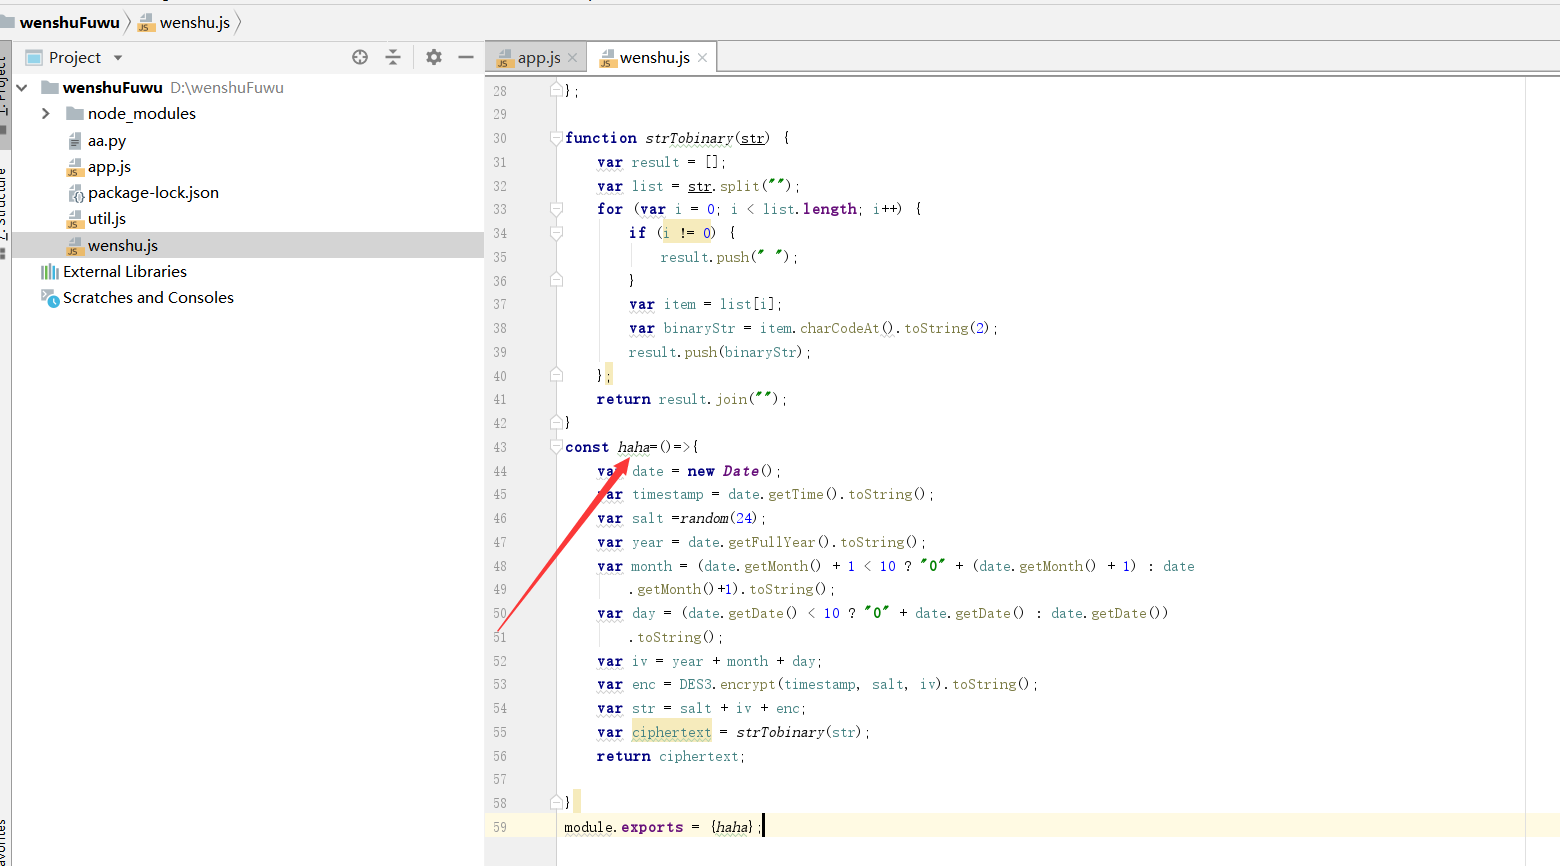 wenshuFuwu wenshu.js
Project
app.js
wenshu.js
1: Project
wenshuFuwu D:\wenshuFuwu
node_modules
aa.py
app.js
package-lock.json
util.js
wenshu.js
External Libraries
Scratches and Consoles
28 };
29
30 function strTobinary(str) {
31 var result = [];
32 var list = str.split("");
33 for (var i = 0; i < list.length; i++) {
34 if (i != 0) {
35 result.push(" ");
36 }
37 var item = list[i];
38 var binaryStr = item.charCodeAt().toString(2);
39 result.push(binaryStr);
40 };
41 return result.join("");
42 }
43 const haha=()=>{
44 var date = new Date();
45 var timestamp = date.getTime().toString();
46 var salt =random(24);
47 var year = date.getFullYear().toString();
48 var month = (date.getMonth() + 1 < 10 ? "0" + (date.getMonth() + 1) : date
49 .getMonth()+1).toString();
50 var day = (date.getDate() < 10 ? "0" + date.getDate() : date.getDate())
51 .toString();
52 var iv = year + month + day;
53 var enc = DES3.encrypt(timestamp, salt, iv).toString();
54 var str = salt + iv + enc;
55 var ciphertext = strTobinary(str);
56 return ciphertext;
57
58 }
59 module.exports = {haha};